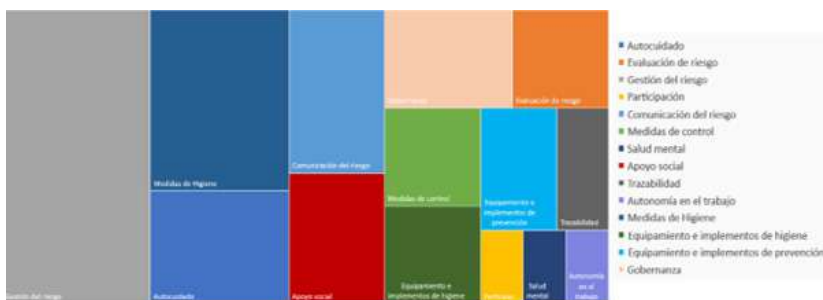 Gobernanza
Evaluación de riesgo
Comunicación del riesgo
Medidas de Higiene
Medidas de control
Equipamiento e
implementos de
prevención
Trazabilidad
Gestión del riesgo
Autocuidado
Apoyo social
Equipamiento e
implementos de higiene
Participación
Salud
mental
Autonomía
en el
trabajo
Autocuidado
Evaluación de riesgo
Gestión del riesgo
Participación
Comunicación del riesgo
Medidas de control
Salud mental
Apoyo social
Trazabilidad
Autonomía en el trabajo
Medidas de Higiene
Equipamiento e implementos de higiene
Equipamiento e implementos de prevención
Gobernanza